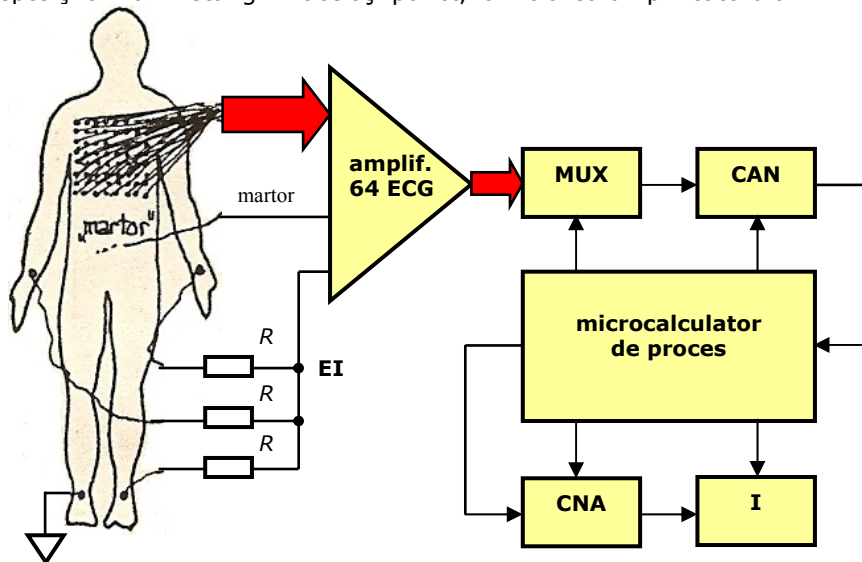 amplif.
64 ECG
MUX
CAN
martor
„martor"
microcalculator
de proces
R
EI
R
R
CNA
I